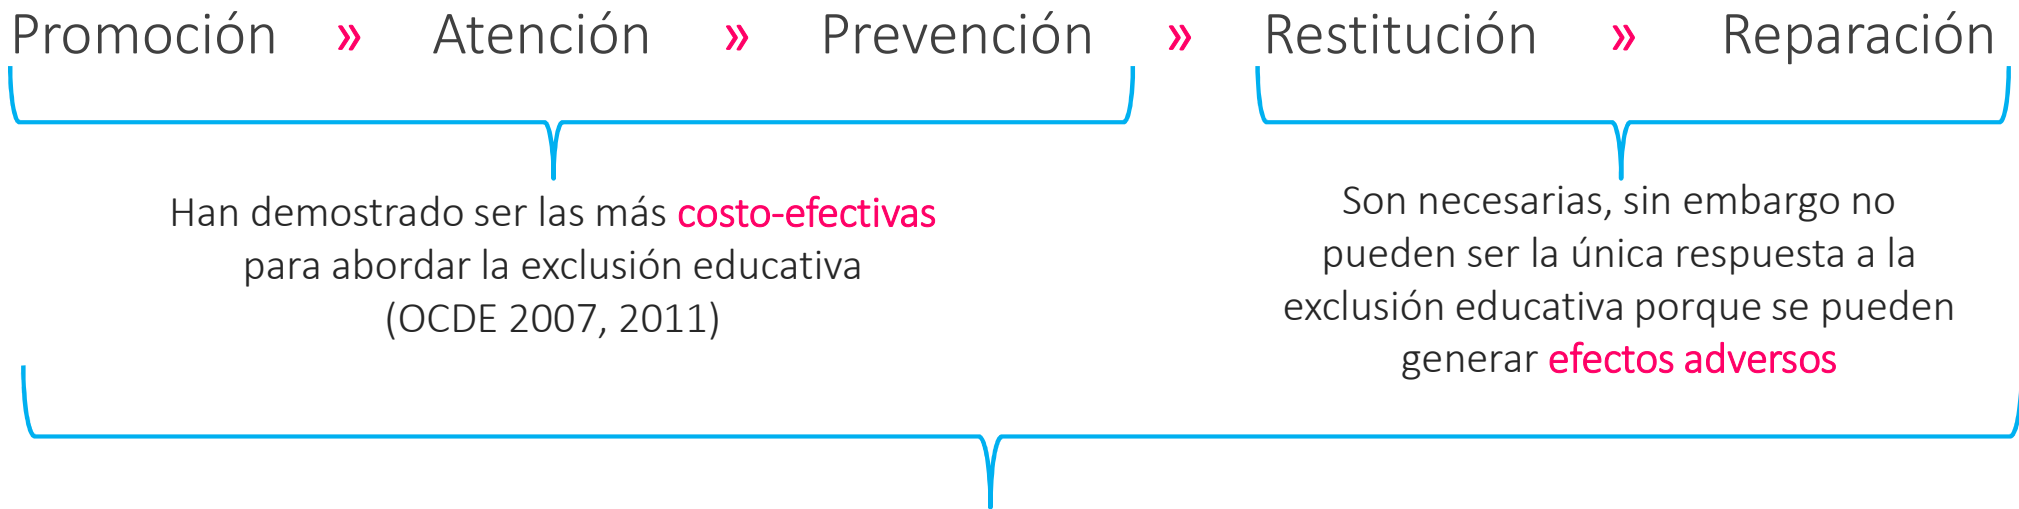 Promoción » Atención » Prevención » Restitución » Reparación
Han demostrado ser las más costo-efectivas
para abordar la exclusión educativa
(OCDE 2007, 2011)
Son necesarias, sin embargo no
pueden ser la única respuesta a la
exclusión educativa porque se pueden
generar efectos adversos